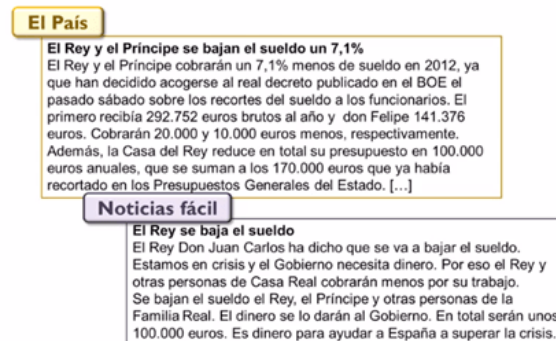 El País
El Rey y el Príncipe se bajan el sueldo un 7,1%
El Rey y el Príncipe cobrarán un 7,1% menos de sueldo en 2012, ya
que han decidido acogerse al real decreto publicado en el BOE el
pasado sábado sobre los recortes del sueldo a los funcionarios. El
primero recibía 292.752 euros brutos al año y don Felipe 141.376
euros. Cobrarán 20.000 y 10.000 euros menos, respectivamente.
Además, la Casa del Rey reduce en total su presupuesto en 100.000
euros anuales, que se suman a los 170.000 euros que ya había
recortado en los Presupuestos Generales del Estado. [...]
Noticias fácil
El Rey se baja el sueldo
El Rey Don Juan Carlos ha dicho que se va a bajar el sueldo.
Estamos en crisis y el Gobierno necesita dinero. Por eso el Rey y
otras personas de Casa Real cobrarán menos por su trabajo.
Se bajan el sueldo el Rey, el Príncipe y otras personas de la
Familia Real. El dinero se lo darán al Gobierno. En total serán unos
100.000 euros. Es dinero para ayudar a España a superar la crisis.